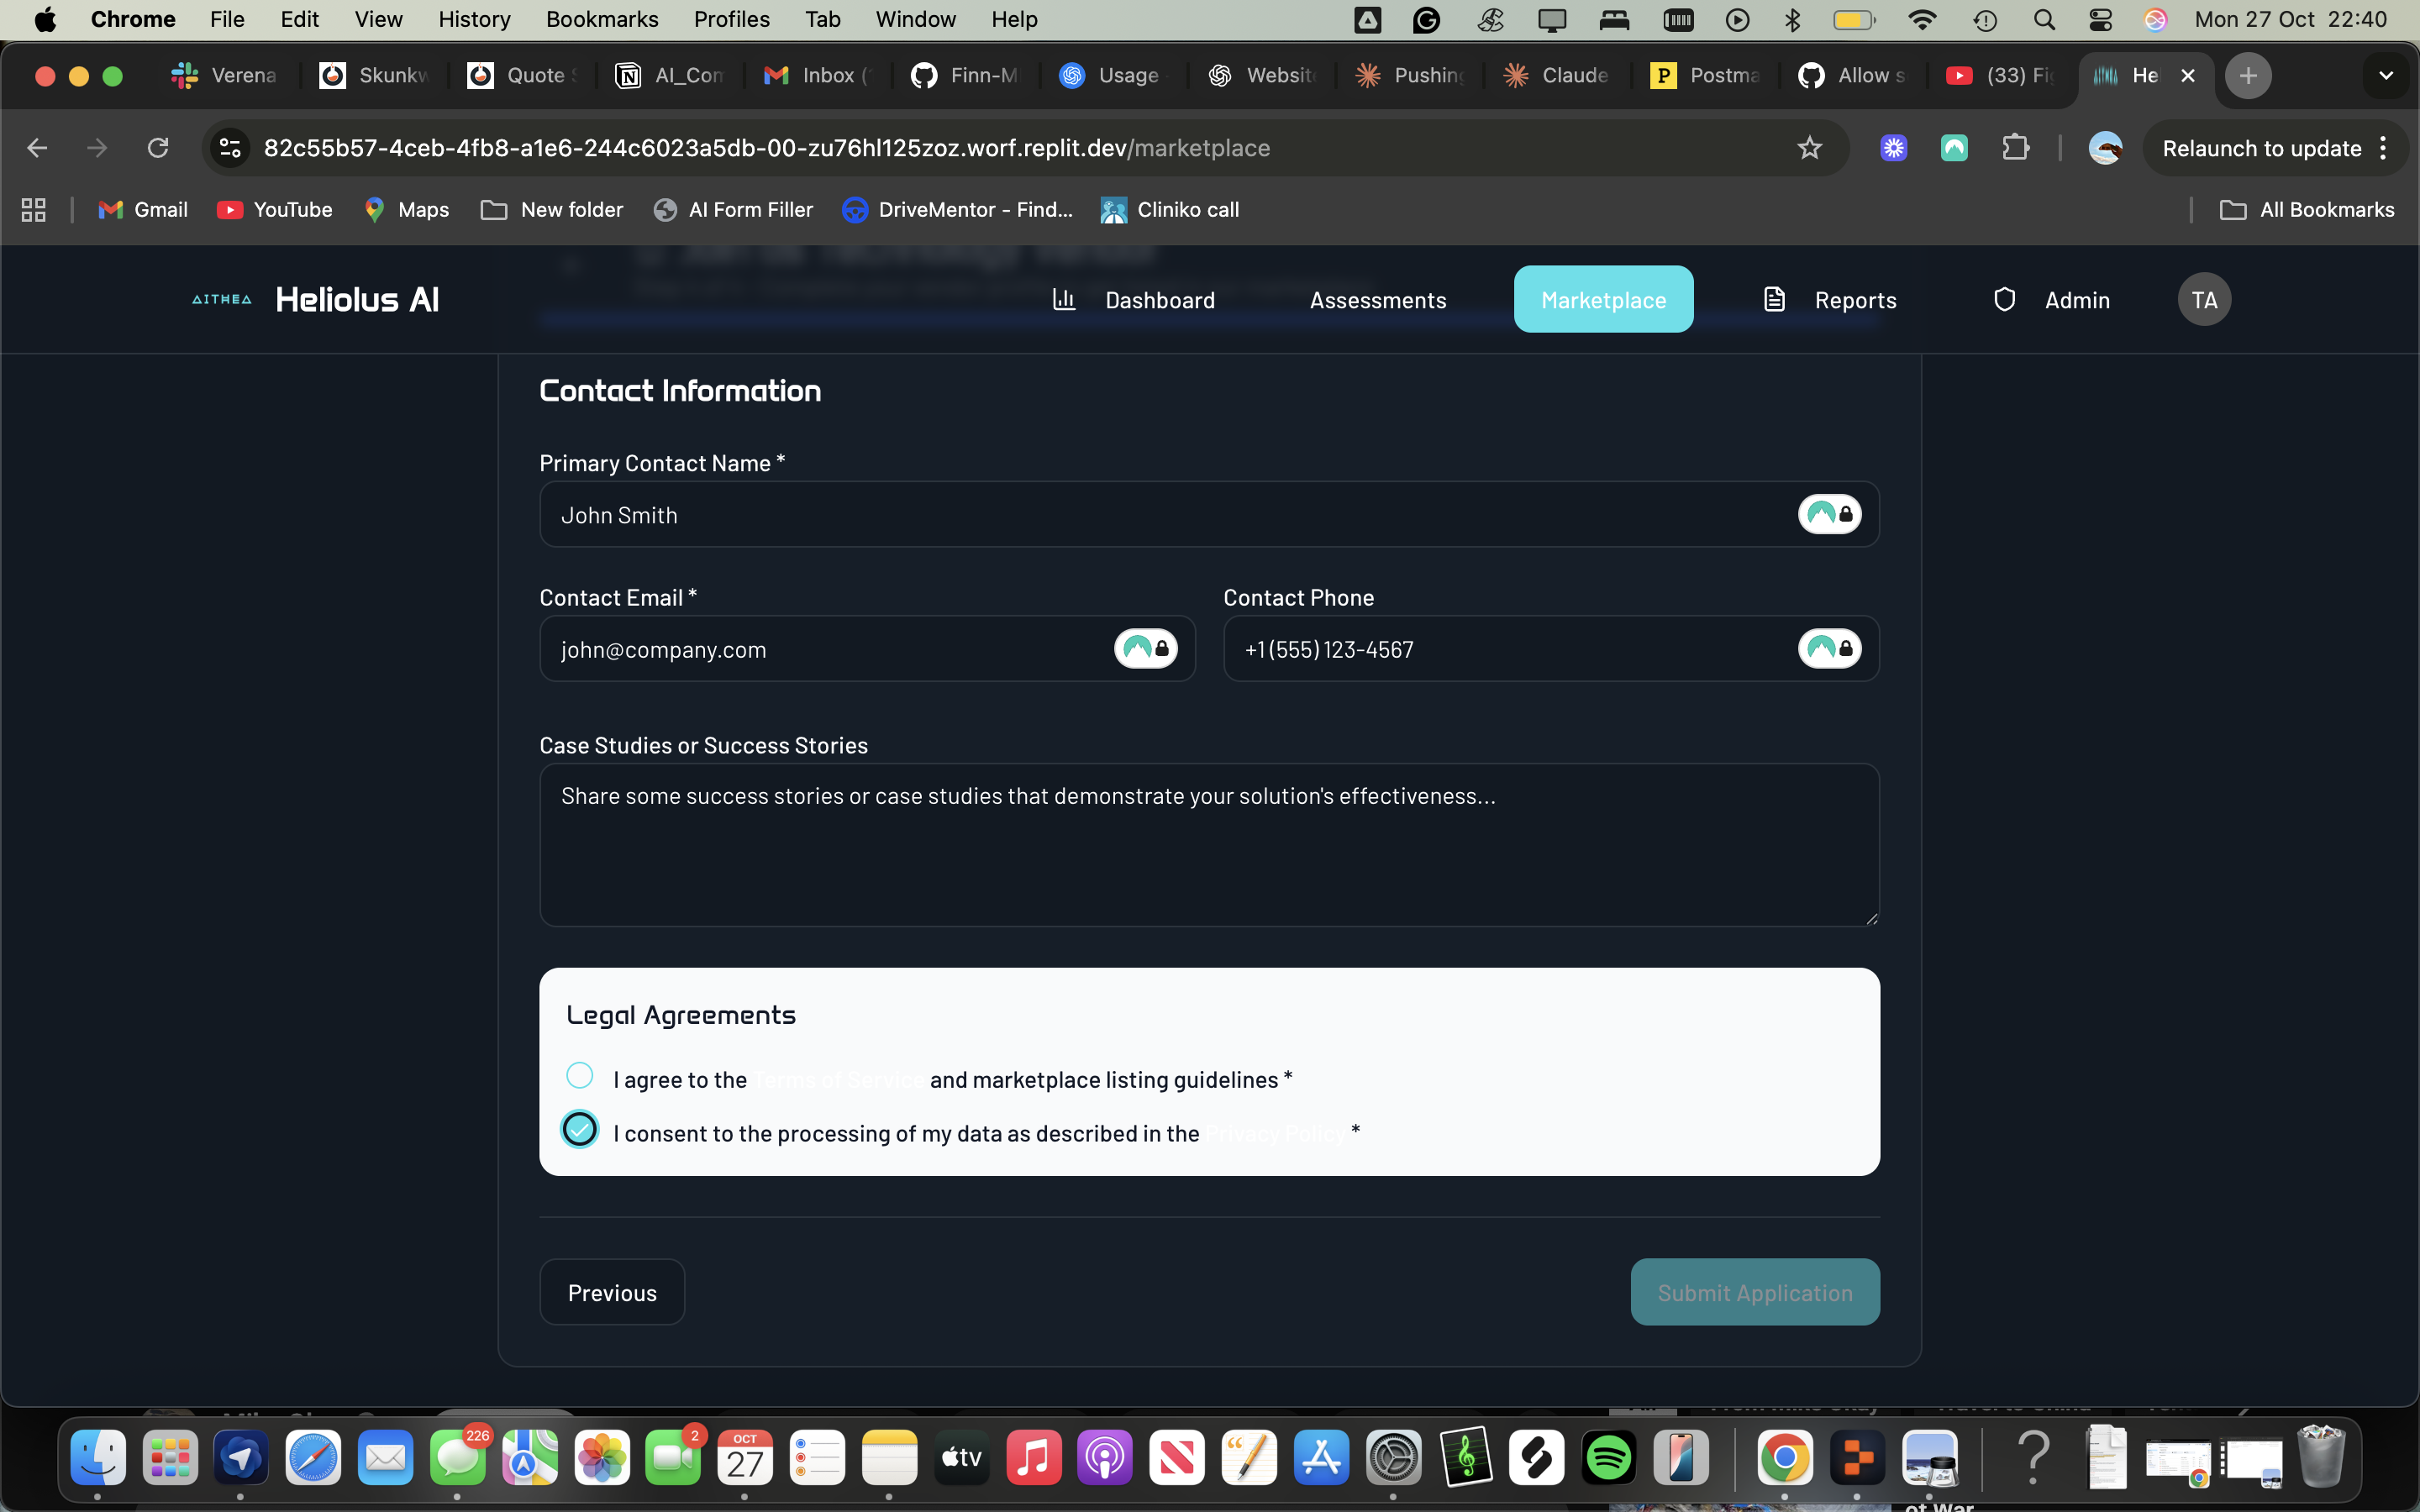 Chrome File Edit View History Bookmarks Profiles Tab Window Help Mon 27 Oct 22:40
Verena Skunkw Quote S AI_Com Inbox ( Finn-M Usage Website Pushing Claude Postma Allow s (33) Fi He
82c55b57-4ceb-4fb8-a1e6-244c6023a5db-00-zu76hl125zoz.worf.replit.dev/marketplace Relaunch to update
Gmail YouTube Maps New folder AI Form Filler DriveMentor - Find... Cliniko call All Bookmarks
AITHEA Heliolus AI Dashboard Assessments Marketplace Reports Admin TA
Contact Information
Primary Contact Name *
John Smith
Contact Email * Contact Phone
john@company.com +1 (555) 123-4567
Case Studies or Success Stories
Share some success stories or case studies that demonstrate your solution's effectiveness...
Legal Agreements
I agree to the Terms of Service and marketplace listing guidelines *
I consent to the processing of my data as described in the Privacy Policy *
Previous Submit Application
226 2 OCT 27 tv
of War